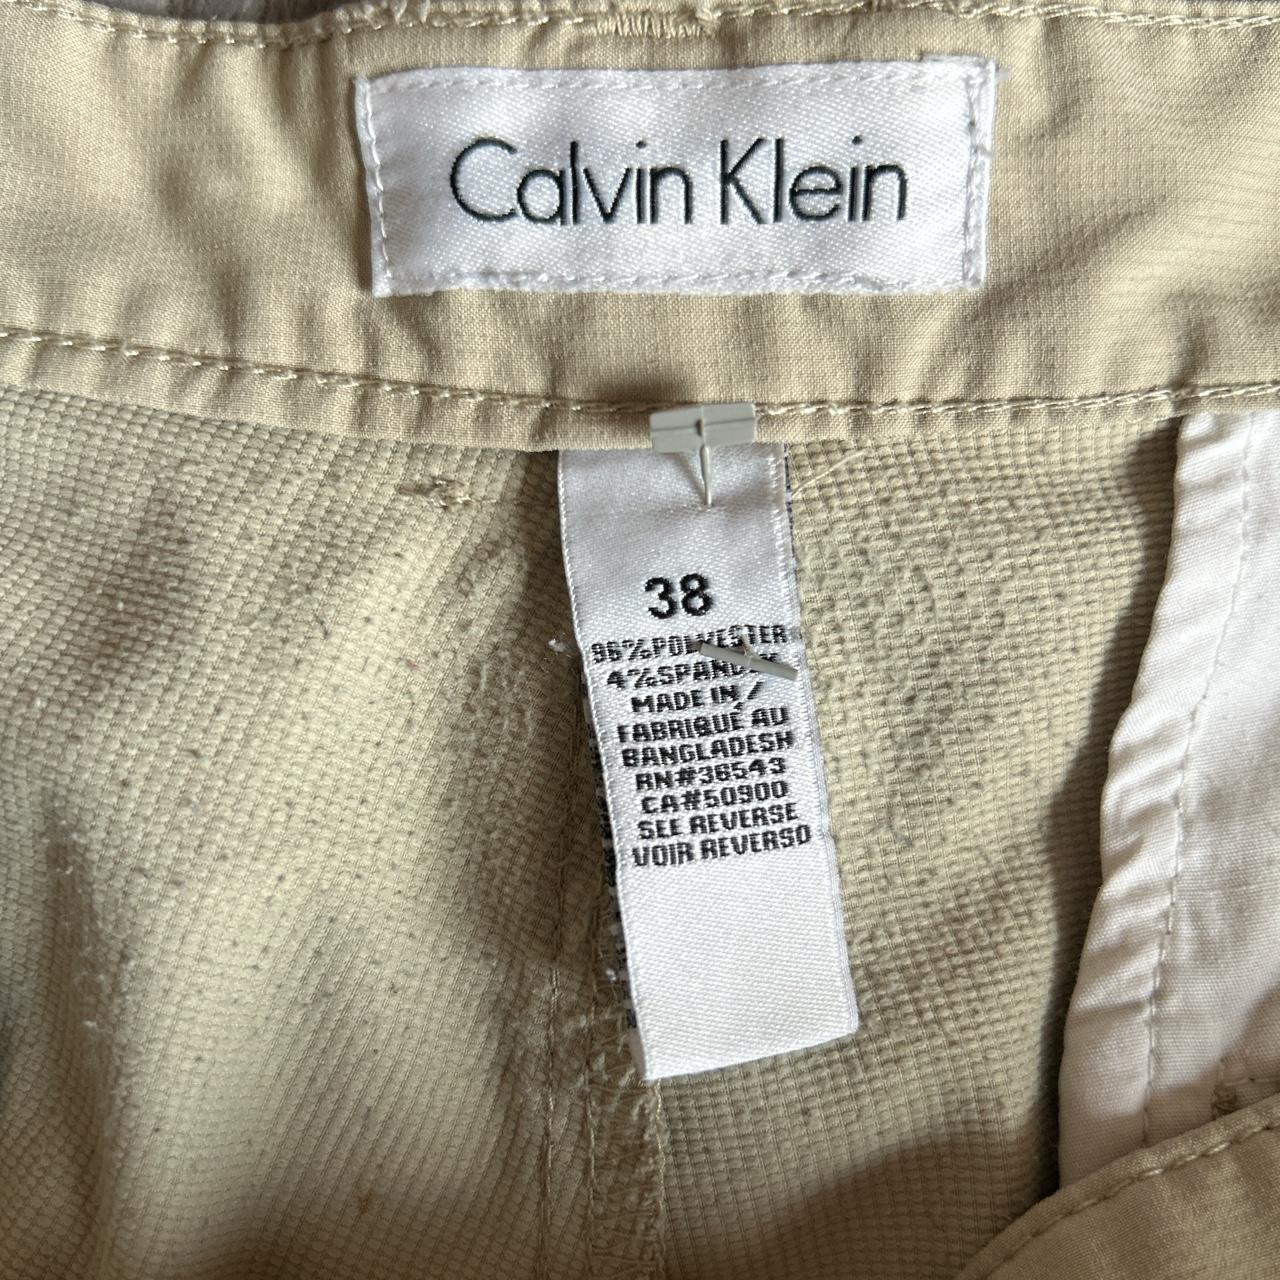 Calvin Klein
38
96% POLYESTER
4% SPANDEX
MADE IN /
FABRIQUÉ AU
BANGLADESH
RN#36543
CA#50900
SEE REVERSE
VOIR REVERSO